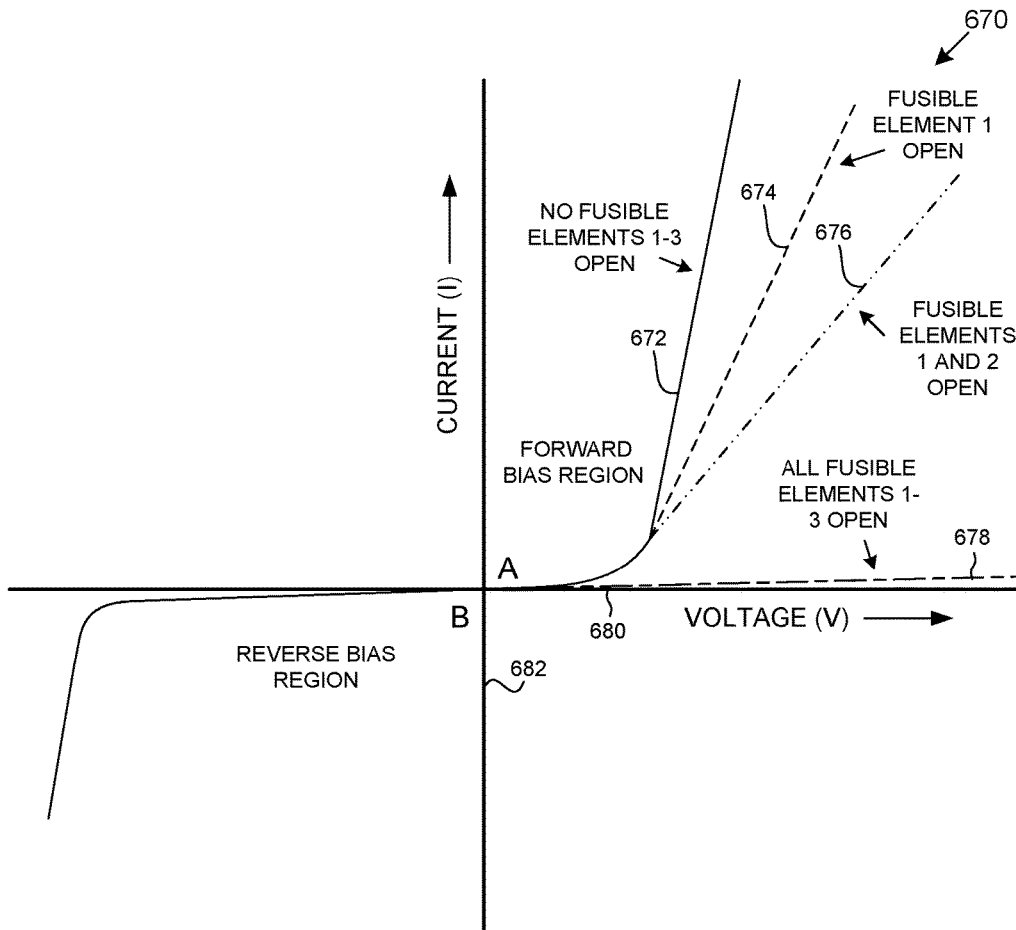 670
FUSIBLE
ELEMENT 1
OPEN
674
NO FUSIBLE
ELEMENTS 1-3
OPEN
676
CURRENT (I)
FUSIBLE
ELEMENTS
1 AND 2
OPEN
672
FORWARD
BIAS REGION
ALL FUSIBLE
ELEMENTS 1-
3 OPEN
678
A
B
680
VOLTAGE (V)
REVERSE BIAS
REGION
682